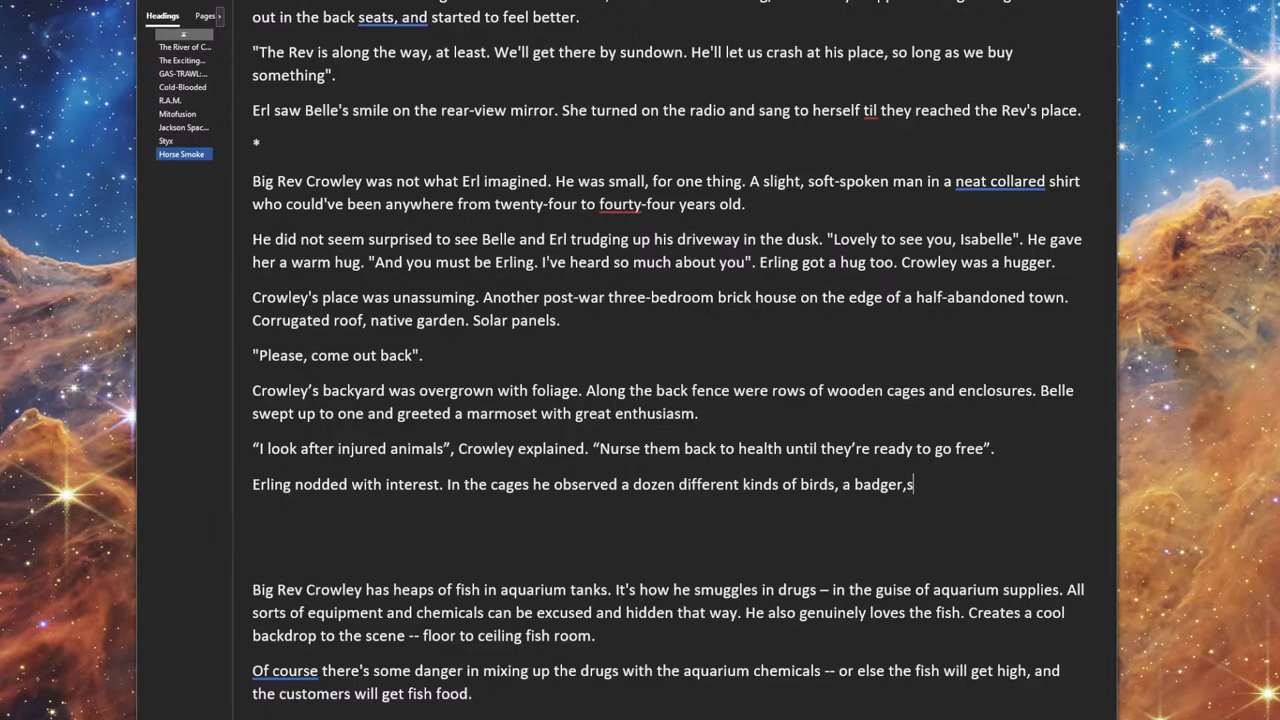 Headings
Pages
The River of C...
The Exciting...
GAS-TRAWL:...
Cold-Blooded
R.A.M.
Mitofusion
Jackson Spac...
Styx
Horse Smoke
out in the back seats, and started to feel better.
"The Rev is along the way, at least. We'll get there by sundown. He'll let us crash at his place, so long as we buy
something".
Erl saw Belle's smile on the rear-view mirror. She turned on the radio and sang to herself til they reached the Rev's place.
*
Big Rev Crowley was not what Erl imagined. He was small, for one thing. A slight, soft-spoken man in a neat collared shirt
who could've been anywhere from twenty-four to fourty-four years old.
He did not seem surprised to see Belle and Erl trudging up his driveway in the dusk. "Lovely to see you, Isabelle". He gave
her a warm hug. "And you must be Erling. I've heard so much about you". Erling got a hug too. Crowley was a hugger.
Crowley's place was unassuming. Another post-war three-bedroom brick house on the edge of a half-abandoned town.
Corrugated roof, native garden. Solar panels.
"Please, come out back".
Crowley’s backyard was overgrown with foliage. Along the back fence were rows of wooden cages and enclosures. Belle
swept up to one and greeted a marmoset with great enthusiasm.
“I look after injured animals”, Crowley explained. “Nurse them back to health until they’re ready to go free”.
Erling nodded with interest. In the cages he observed a dozen different kinds of birds, a badger,s
Big Rev Crowley has heaps of fish in aquarium tanks. It's how he smuggles in drugs – in the guise of aquarium supplies. All
sorts of equipment and chemicals can be excused and hidden that way. He also genuinely loves the fish. Creates a cool
backdrop to the scene -- floor to ceiling fish room.
Of course there's some danger in mixing up the drugs with the aquarium chemicals -- or else the fish will get high, and
the customers will get fish food.